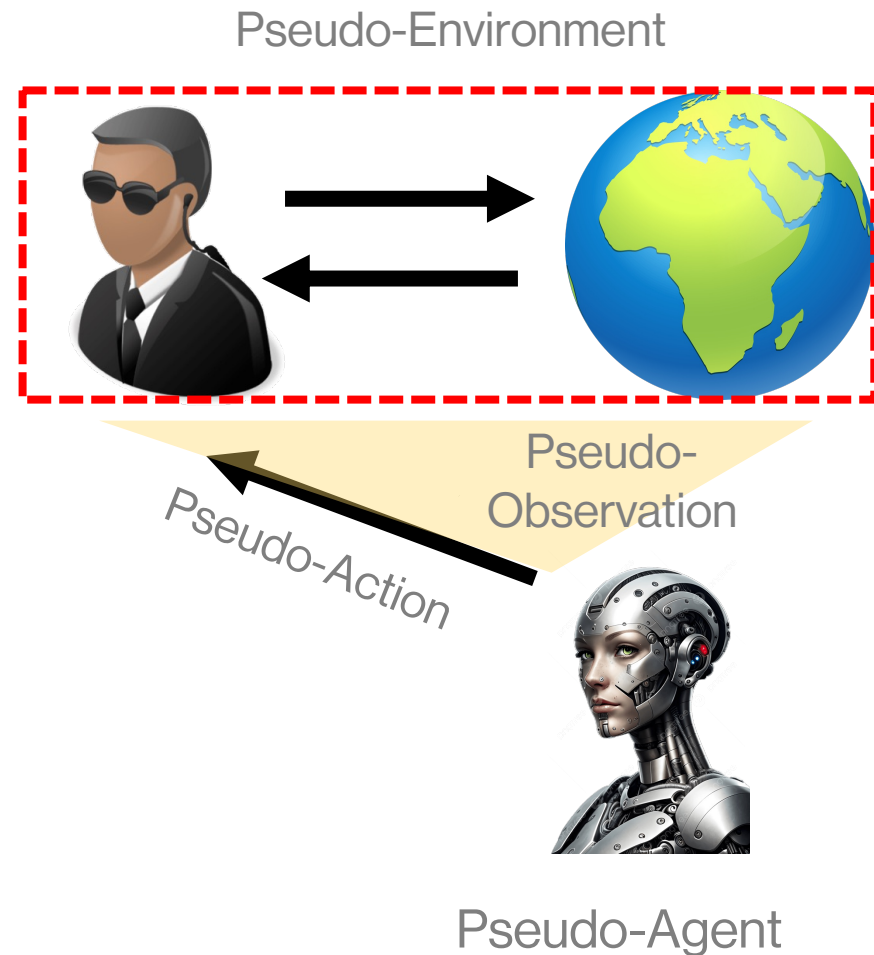 Pseudo-Environment
Pseudo-
Observation
Pseudo-Action
Pseudo-Agent